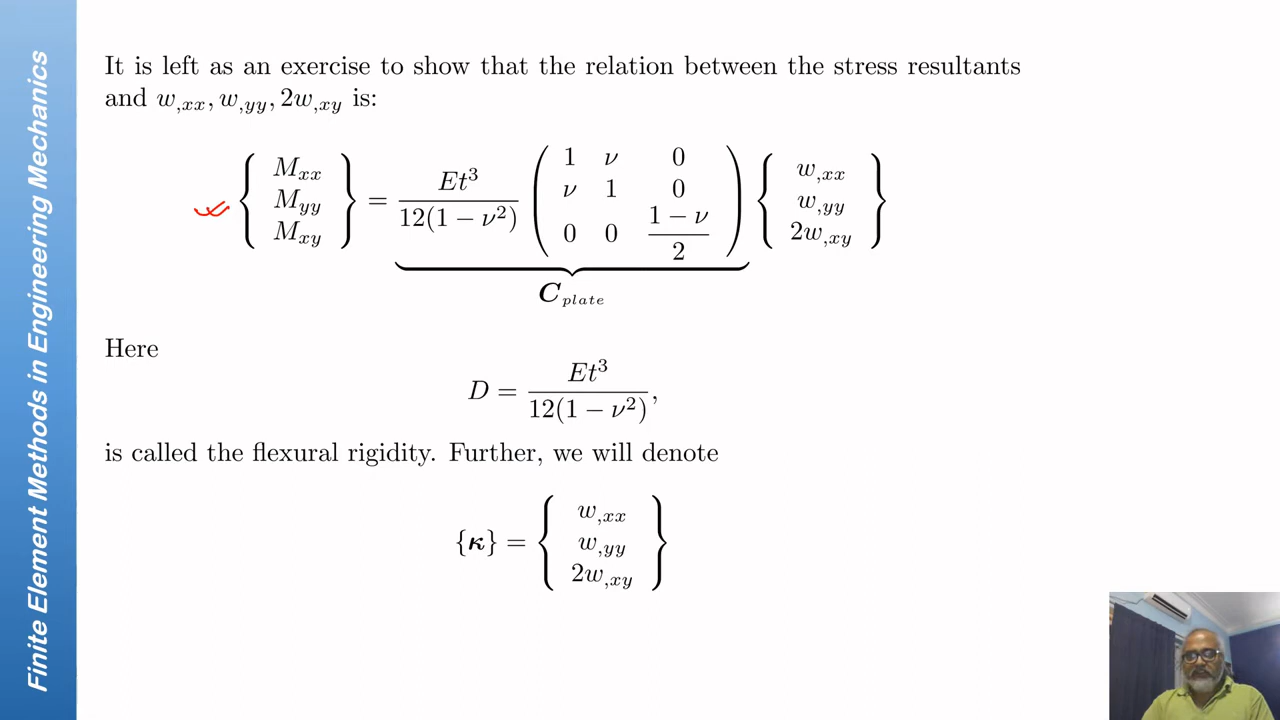 Finite Element Methods in Engineering Mechanics
It is left as an exercise to show that the relation between the stress resultants
and w,xx, w,yy, 2w,xy is:
{ Mxx Myy Mxy } = Et³ / 12(1 − ν²) ( 1 ν 0 ; ν 1 0 ; 0 0 (1 − ν)/2 ) { w,xx w,yy 2w,xy }
C plate
Here
D = Et³ / 12(1 − ν²),
is called the flexural rigidity. Further, we will denote
{κ} = { w,xx w,yy 2w,xy }